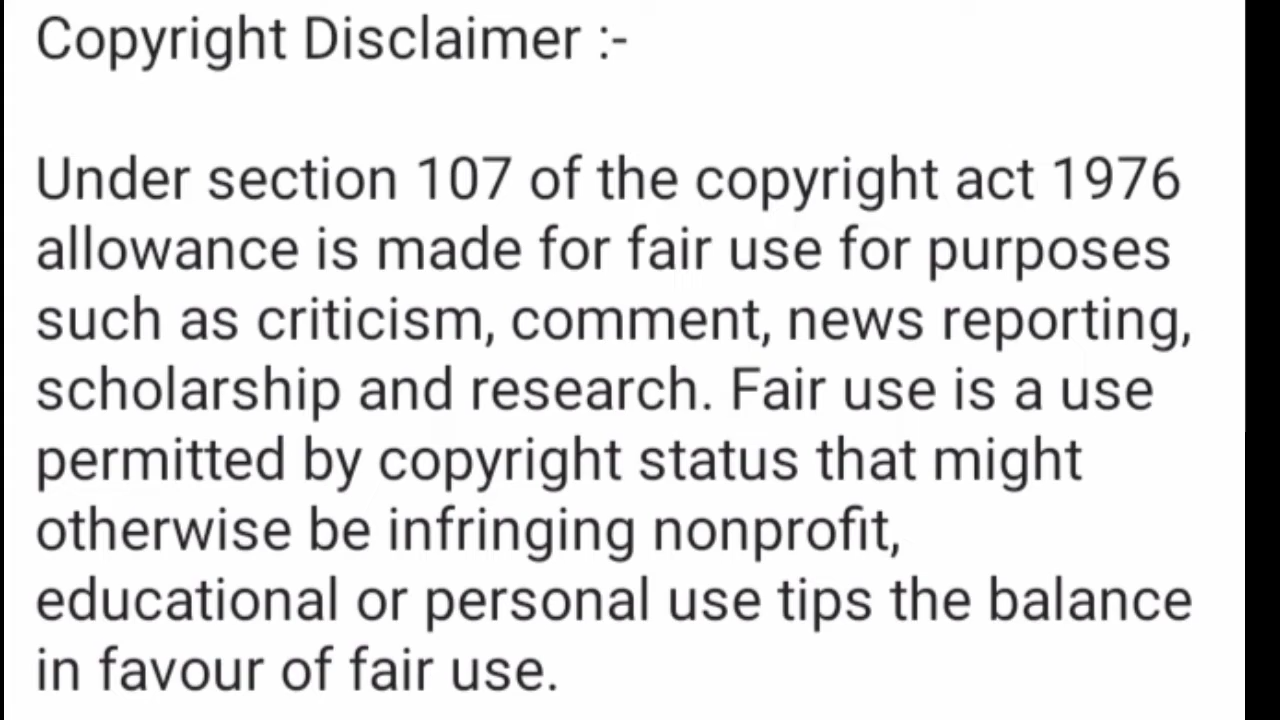 Copyright Disclaimer :-
Under section 107 of the copyright act 1976
allowance is made for fair use for purposes
such as criticism, comment, news reporting,
scholarship and research. Fair use is a use
permitted by copyright status that might
otherwise be infringing nonprofit,
educational or personal use tips the balance
in favour of fair use.